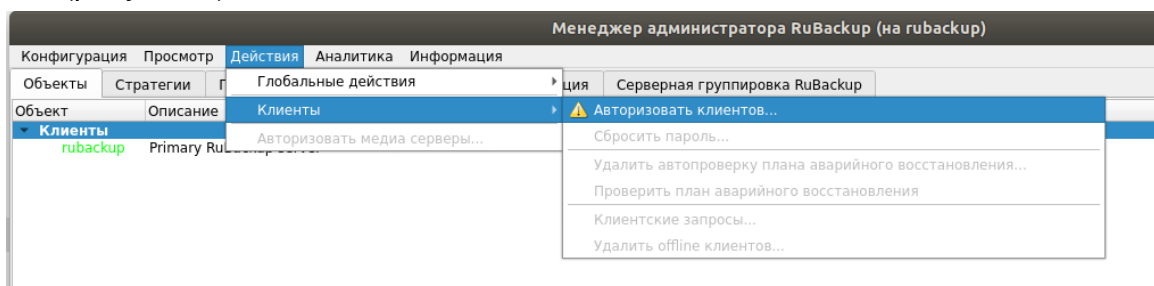 Менеджер администратора RuBackup (на rubackup)
Конфигурация Просмотр Действия Аналитика Информация
Объекты Стратегии Глобальные действия ция Серверная группировка RuBackup
Объект Описание Клиенты Авторизовать клиентов...
Клиенты Авторизовать медиа серверы... Сбросить пароль...
rubackup Primary
Удалить автопроверку плана аварийного восстановления...
Проверить план аварийного восстановления
Клиентские запросы...
Удалить offline клиентов...